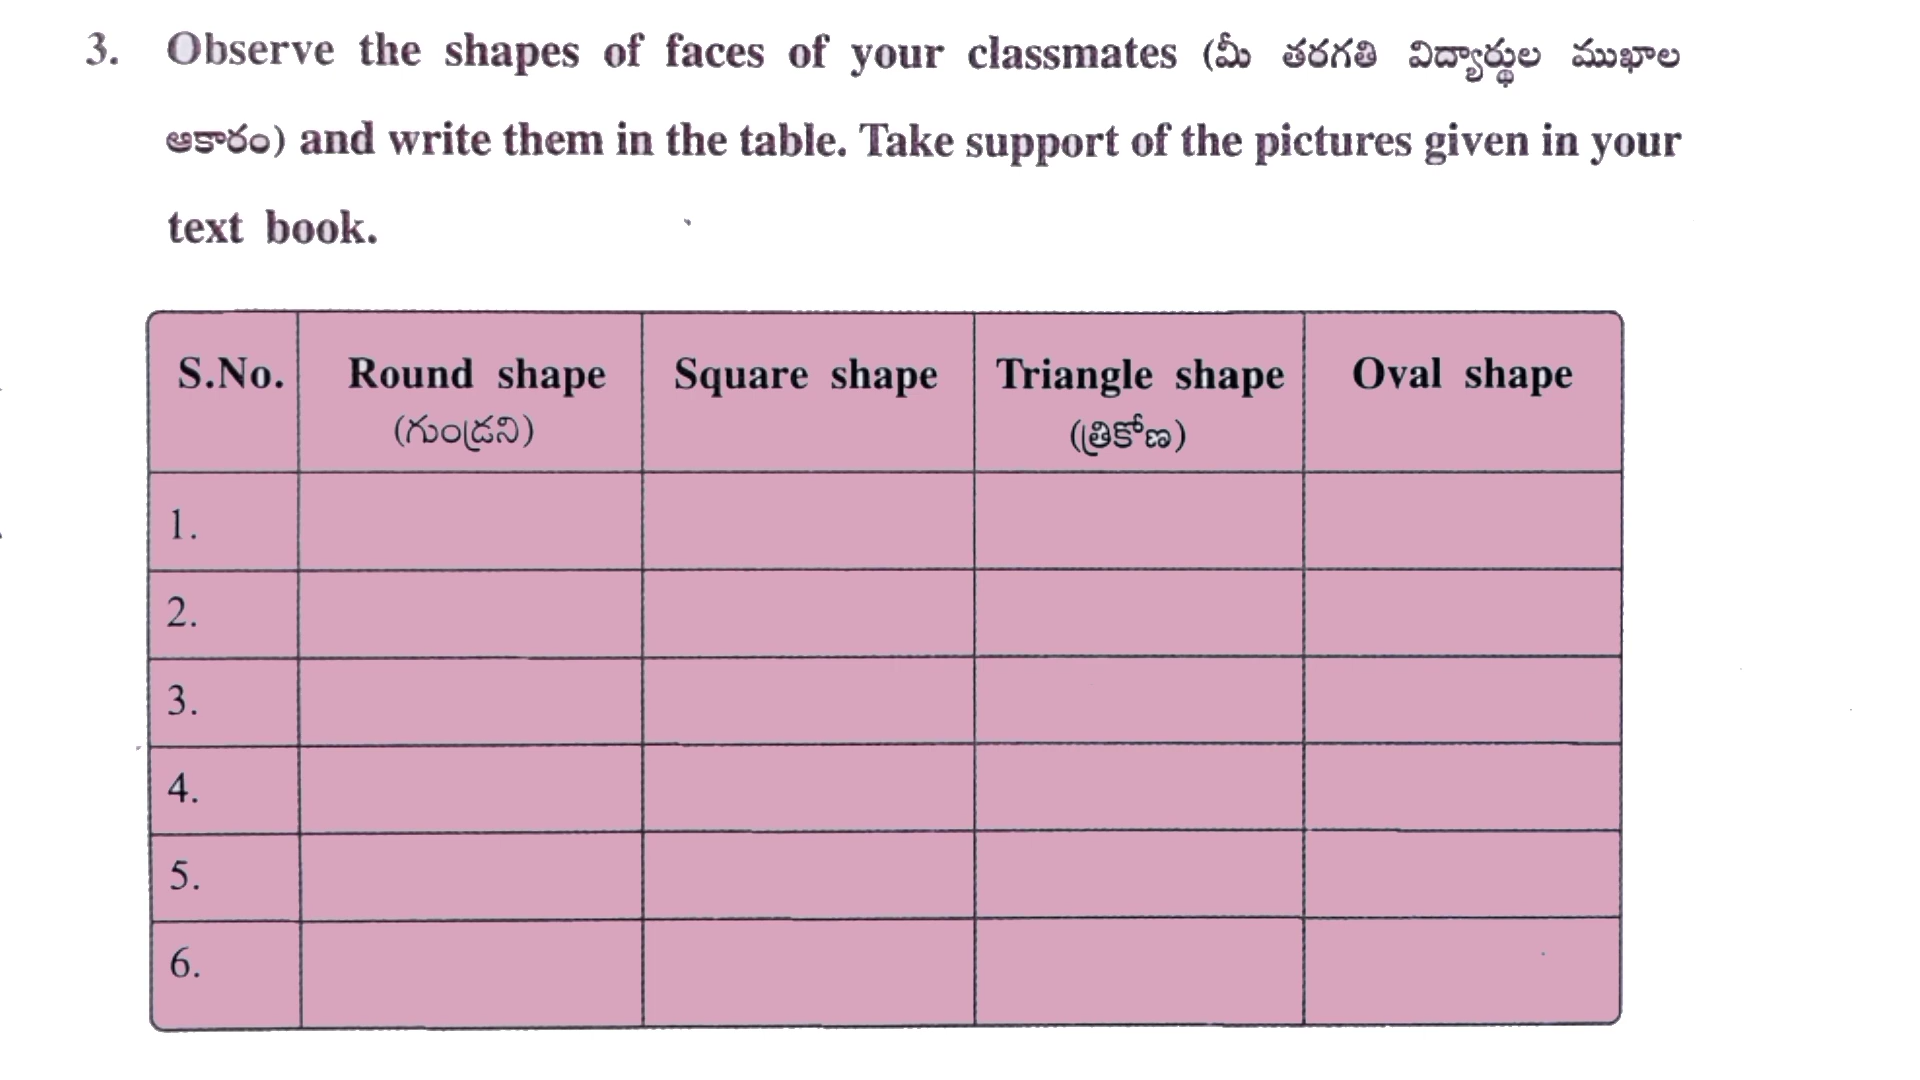 3. Observe the shapes of faces of your classmates (మీ తరగతి విద్యార్థుల ముఖాల
ఆకారం) and write them in the table. Take support of the pictures given in your
text book.
S.No. Round shape Square shape Triangle shape Oval shape
(గుండ్రని) (త్రికోణ)
1.
2.
3.
4.
5.
6.